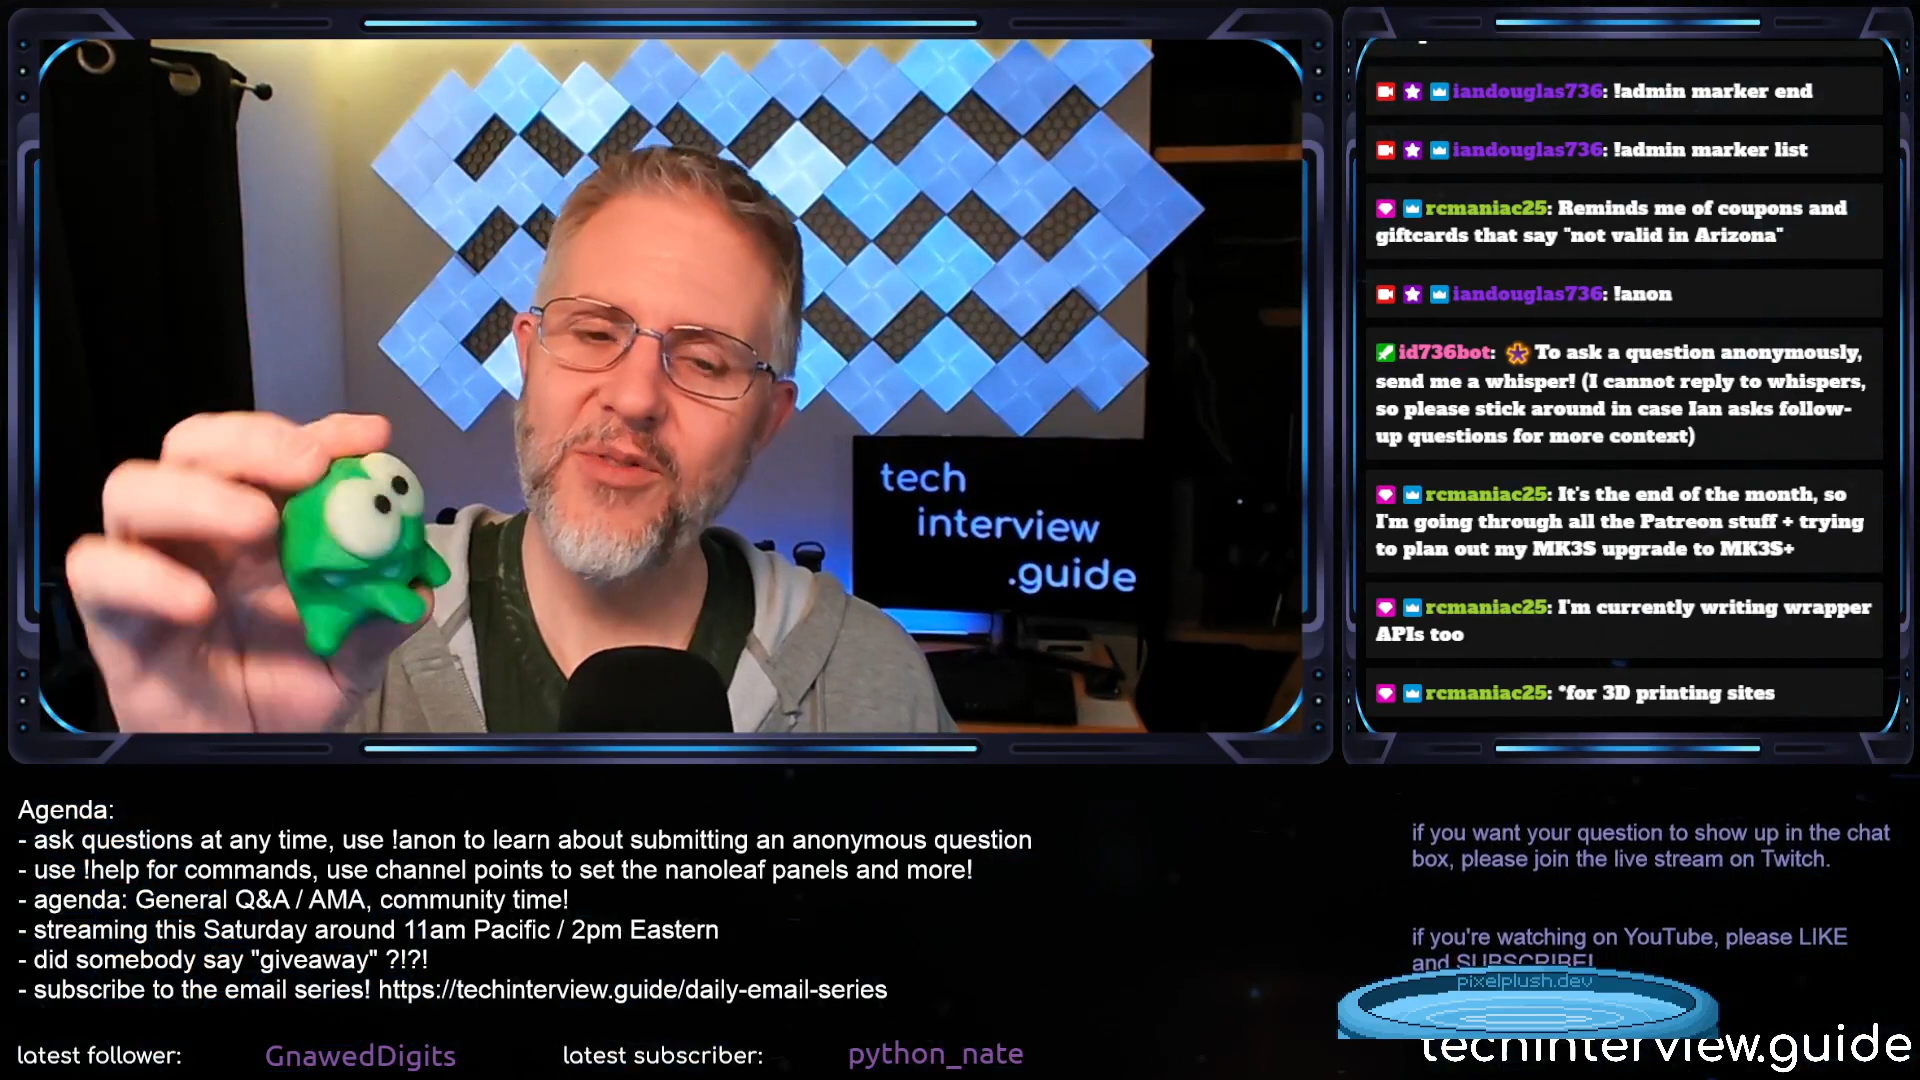 tech
interview
.guide
iandouglas736: !admin marker end
iandouglas736: !admin marker list
rcmaniac25: Reminds me of coupons and
giftcards that say "not valid in Arizona"
iandouglas736: !anon
id736bot: To ask a question anonymously,
send me a whisper! (I cannot reply to whispers,
so please stick around in case Ian asks follow-
up questions for more context)
rcmaniac25: It's the end of the month, so
I'm going through all the Patreon stuff + trying
to plan out my MK3S upgrade to MK3S+
rcmaniac25: I'm currently writing wrapper
APIs too
rcmaniac25: *for 3D printing sites
Agenda:
- ask questions at any time, use !anon to learn about submitting an anonymous question
- use !help for commands, use channel points to set the nanoleaf panels and more!
- agenda: General Q&A / AMA, community time!
- streaming this Saturday around 11am Pacific / 2pm Eastern
- did somebody say "giveaway" ?!?!
- subscribe to the email series! https://techinterview.guide/daily-email-series
latest follower: GnawedDigits latest subscriber: python_nate
if you want your question to show up in the chat
box, please join the live stream on Twitch.
if you're watching on YouTube, please LIKE
and SUBSCRIBE!
pixelplush.dev
techinterview.guide